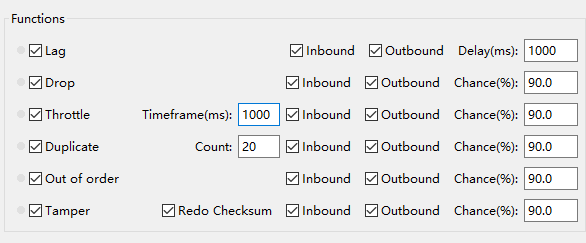 Functions
Lag Inbound Outbound Delay(ms): 1000
Drop Inbound Outbound Chance(%): 90.0
Throttle Timeframe(ms): 1000 Inbound Outbound Chance(%): 90.0
Duplicate Count: 20 Inbound Outbound Chance(%): 90.0
Out of order Inbound Outbound Chance(%): 90.0
Tamper Redo Checksum Inbound Outbound Chance(%): 90.0